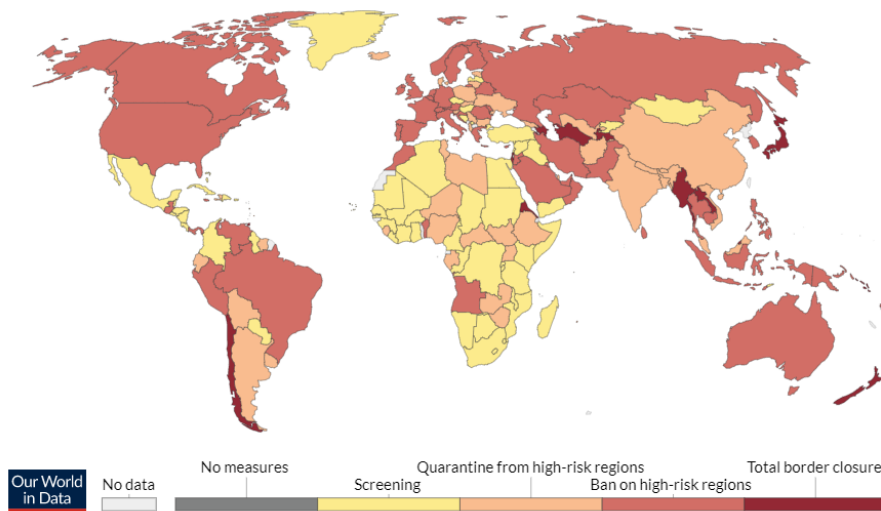 No measures
Quarantine from high-risk regions
Total border closure
Our World
in Data
No data
Screening
Ban on high-risk regions